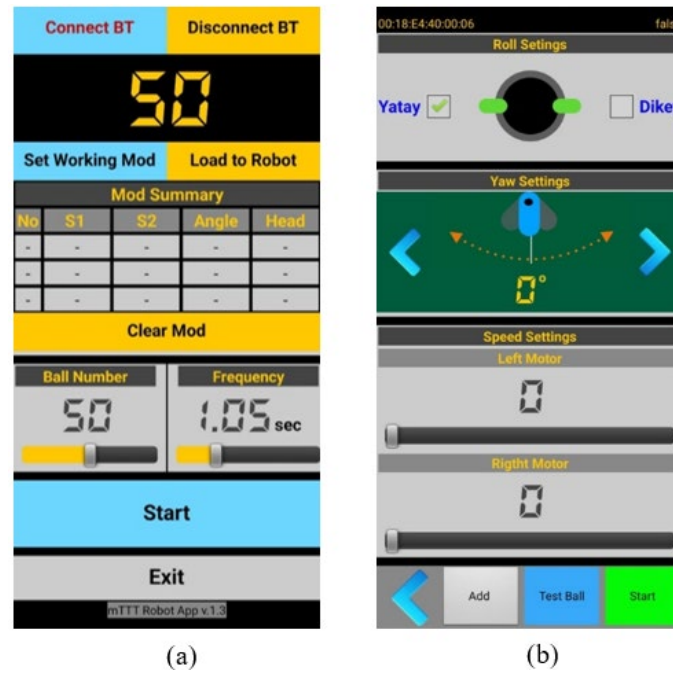 Connect BT Disconnect BT
50
Set Working Mod Load to Robot
Mod Summary
No S1 S2 Angle Head
- - - - -
- - - - -
- - - - -
Clear Mod
Ball Number Frequency
50 1.05 sec
Start
Exit
mTTT Robot App v.1.3
(a)
00:18:E4:40:00:06 fals
Roll Setings
Yatay Dike
Yaw Settings
0°
Speed Settings
Left Motor
0
Rigtht Motor
0
Add Test Ball Start
(b)